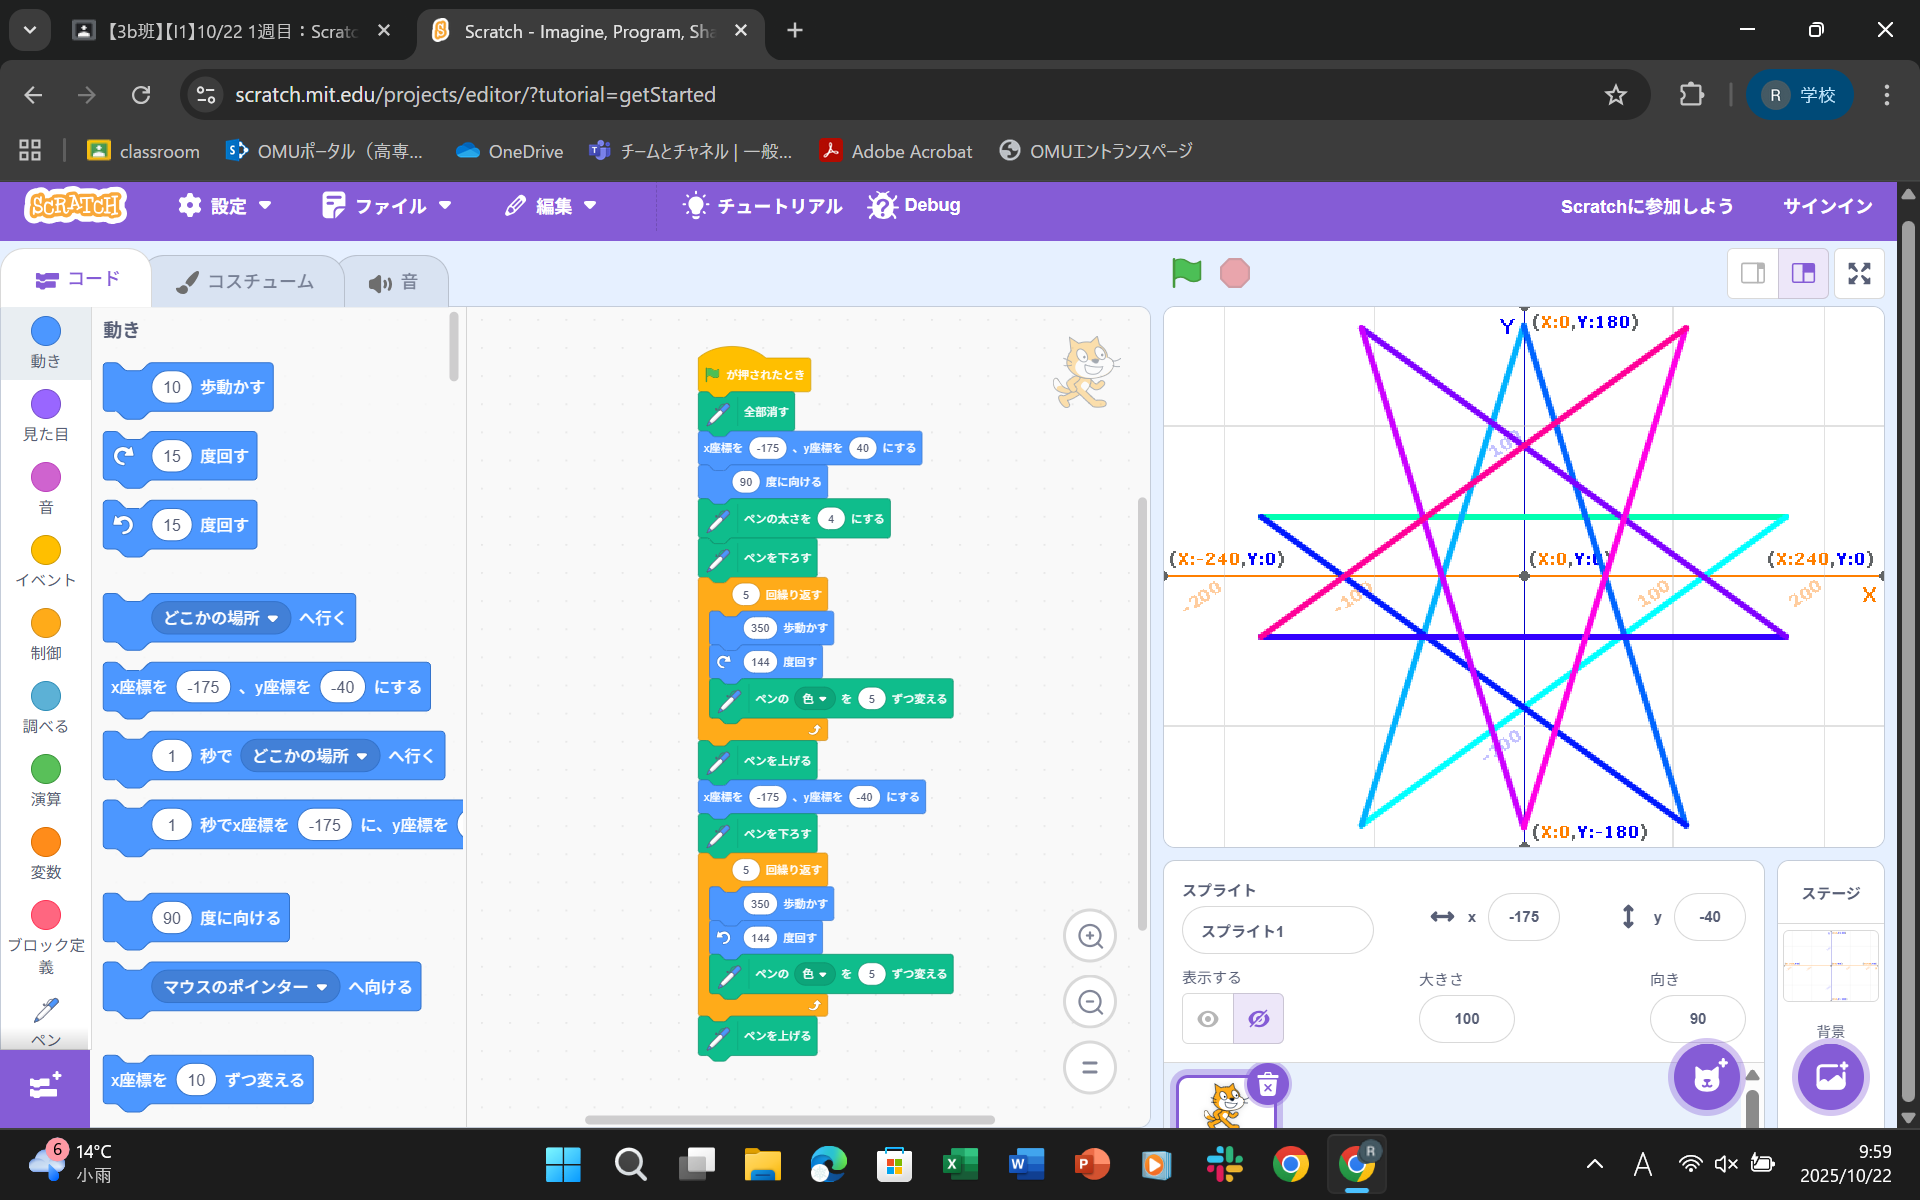 【3b班】【I1】10/22 1週目：Scratc
Scratch - Imagine, Program, Sha
scratch.mit.edu/projects/editor/?tutorial=getStarted
R 学校
classroom
OMUポータル（高専...
OneDrive
チームとチャネル | 一般...
Adobe Acrobat
OMUエントランスページ
SCRATCH
設定
ファイル
編集
チュートリアル
Debug
Scratchに参加しよう
サインイン
コード
コスチューム
音
動き
見た目
音
イベント
制御
調べる
演算
変数
ブロック定
義
ペン
動き
10 歩動かす
15 度回す
15 度回す
どこかの場所 へ行く
x座標を -175 、y座標を -40 にする
1 秒で どこかの場所 へ行く
1 秒でx座標を -175 に、y座標を
90 度に向ける
マウスのポインター へ向ける
x座標を 10 ずつ変える
が押されたとき
全部消す
x座標を -175 、y座標を 40 にする
90 度に向ける
ペンの太さを 4 にする
ペンを下ろす
5 回繰り返す
350 歩動かす
144 度回す
ペンの 色 を 5 ずつ変える
ペンを上げる
x座標を -175 、y座標を -40 にする
ペンを下ろす
5 回繰り返す
350 歩動かす
144 度回す
ペンの 色 を 5 ずつ変える
ペンを上げる
Y
(X:0,Y:180)
100
(X:-240,Y:0)
(X:0,Y:0)
(X:240,Y:0)
-200
-100
100
200
X
-100
(X:0,Y:-180)
スプライト
スプライト1
x -175
y -40
表示する
大きさ
100
向き
90
ステージ
背景
6
14°C
小雨
R
A
9:59
2025/10/22